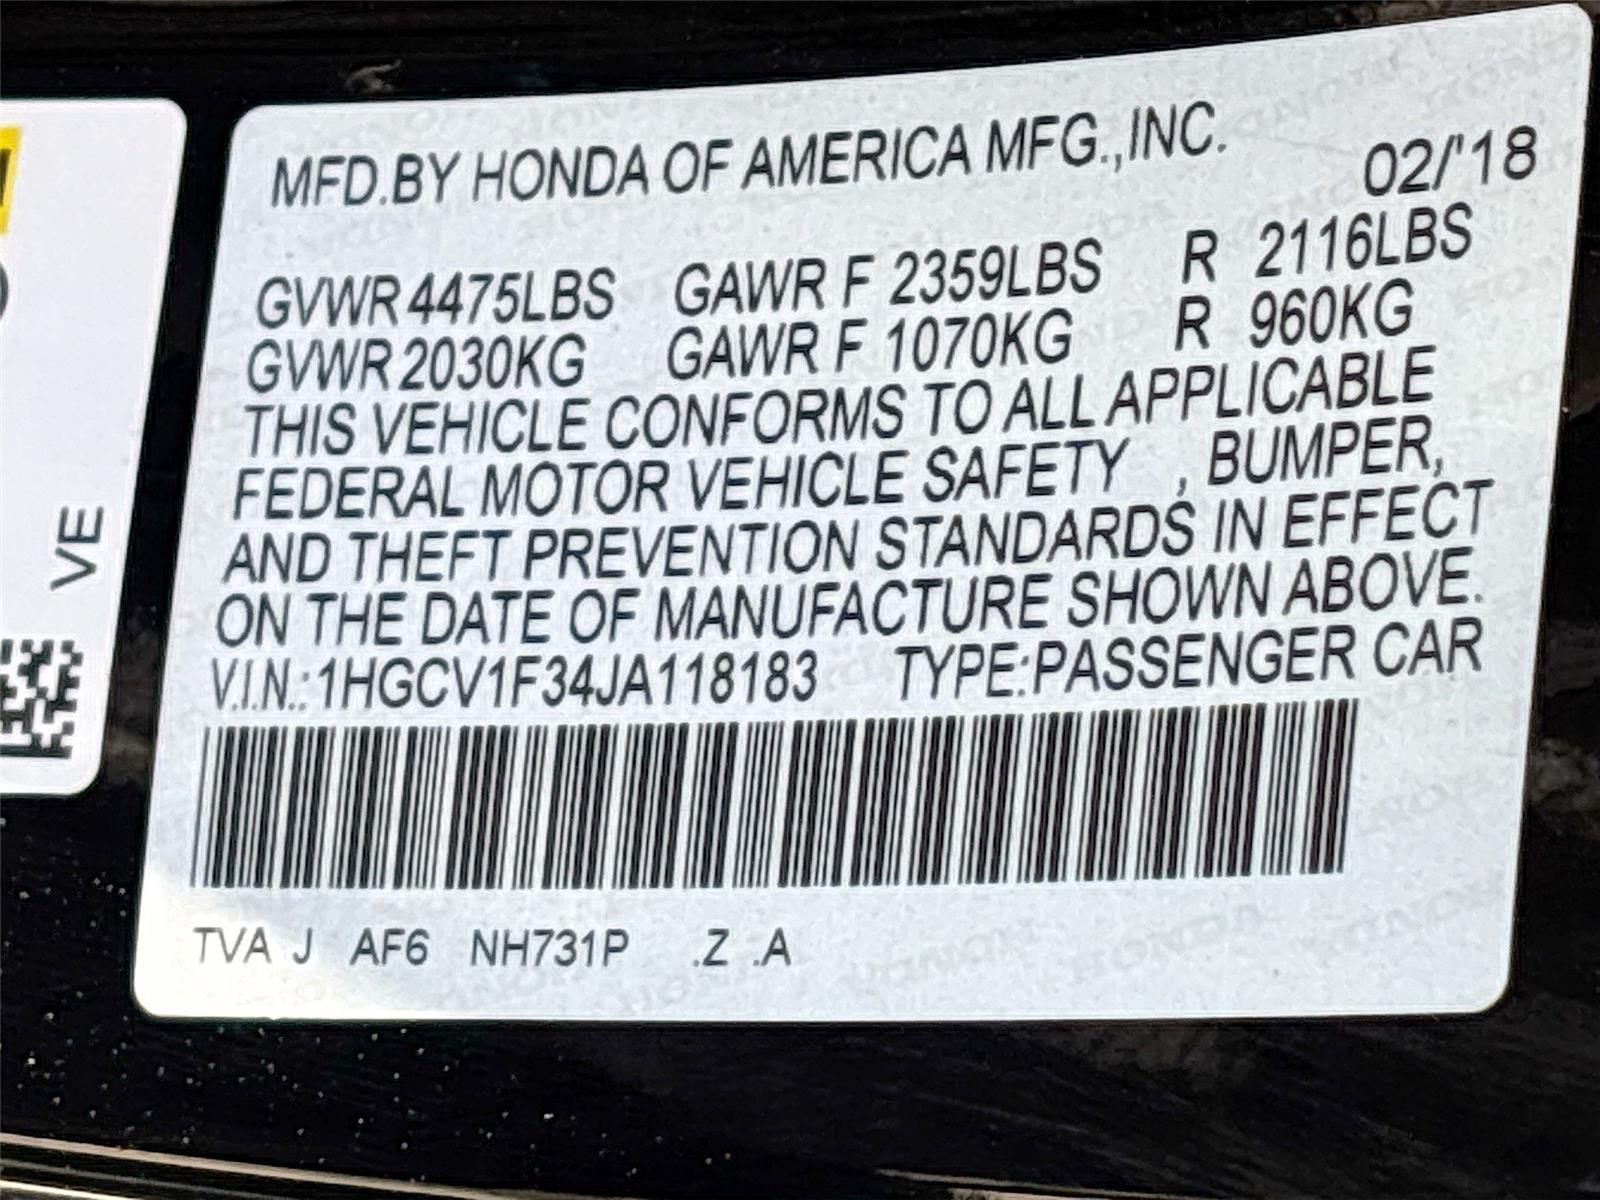 MFD.BY HONDA OF AMERICA MFG.,INC. 02/'18
GVWR 4475LBS GAWR F 2359LBS R 2116LBS
GVWR 2030KG GAWR F 1070KG R 960KG
THIS VEHICLE CONFORMS TO ALL APPLICABLE
FEDERAL MOTOR VEHICLE SAFETY , BUMPER,
AND THEFT PREVENTION STANDARDS IN EFFECT
ON THE DATE OF MANUFACTURE SHOWN ABOVE.
V.I.N.:1HGCV1F34JA118183 TYPE:PASSENGER CAR
TVA J AF6 NH731P .Z .A
VE